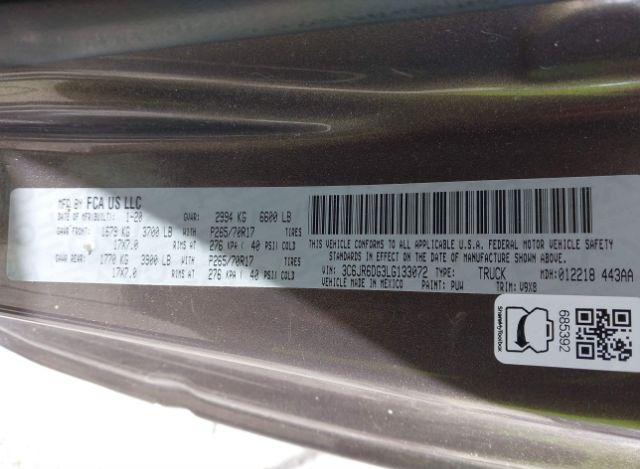 MFD BY FCA US LLC
DATE OF MFR(BUILT): 1-20 GVWR: 2994 KG 6600 LB
GAWR FRONT: 1679 KG 3700 LB WITH P265/70R17 TIRES
17X7.0 RIMS AT 276 KPA ( 40 PSI) COLD
GAWR REAR: 1770 KG 3900 LB WITH P265/70R17 TIRES
17X7.0 RIMS AT 276 KPA ( 40 PSI) COLD
THIS VEHICLE CONFORMS TO ALL APPLICABLE U.S.A. FEDERAL MOTOR VEHICLE SAFETY
STANDARDS IN EFFECT ON THE DATE OF MANUFACTURE SHOWN ABOVE.
VIN: 3C6JR6DG3LG133072 TYPE: TRUCK MDH: 012218 443AA
VEHICLE MADE IN MEXICO PAINT: PUW TRIM: V9X8
685392